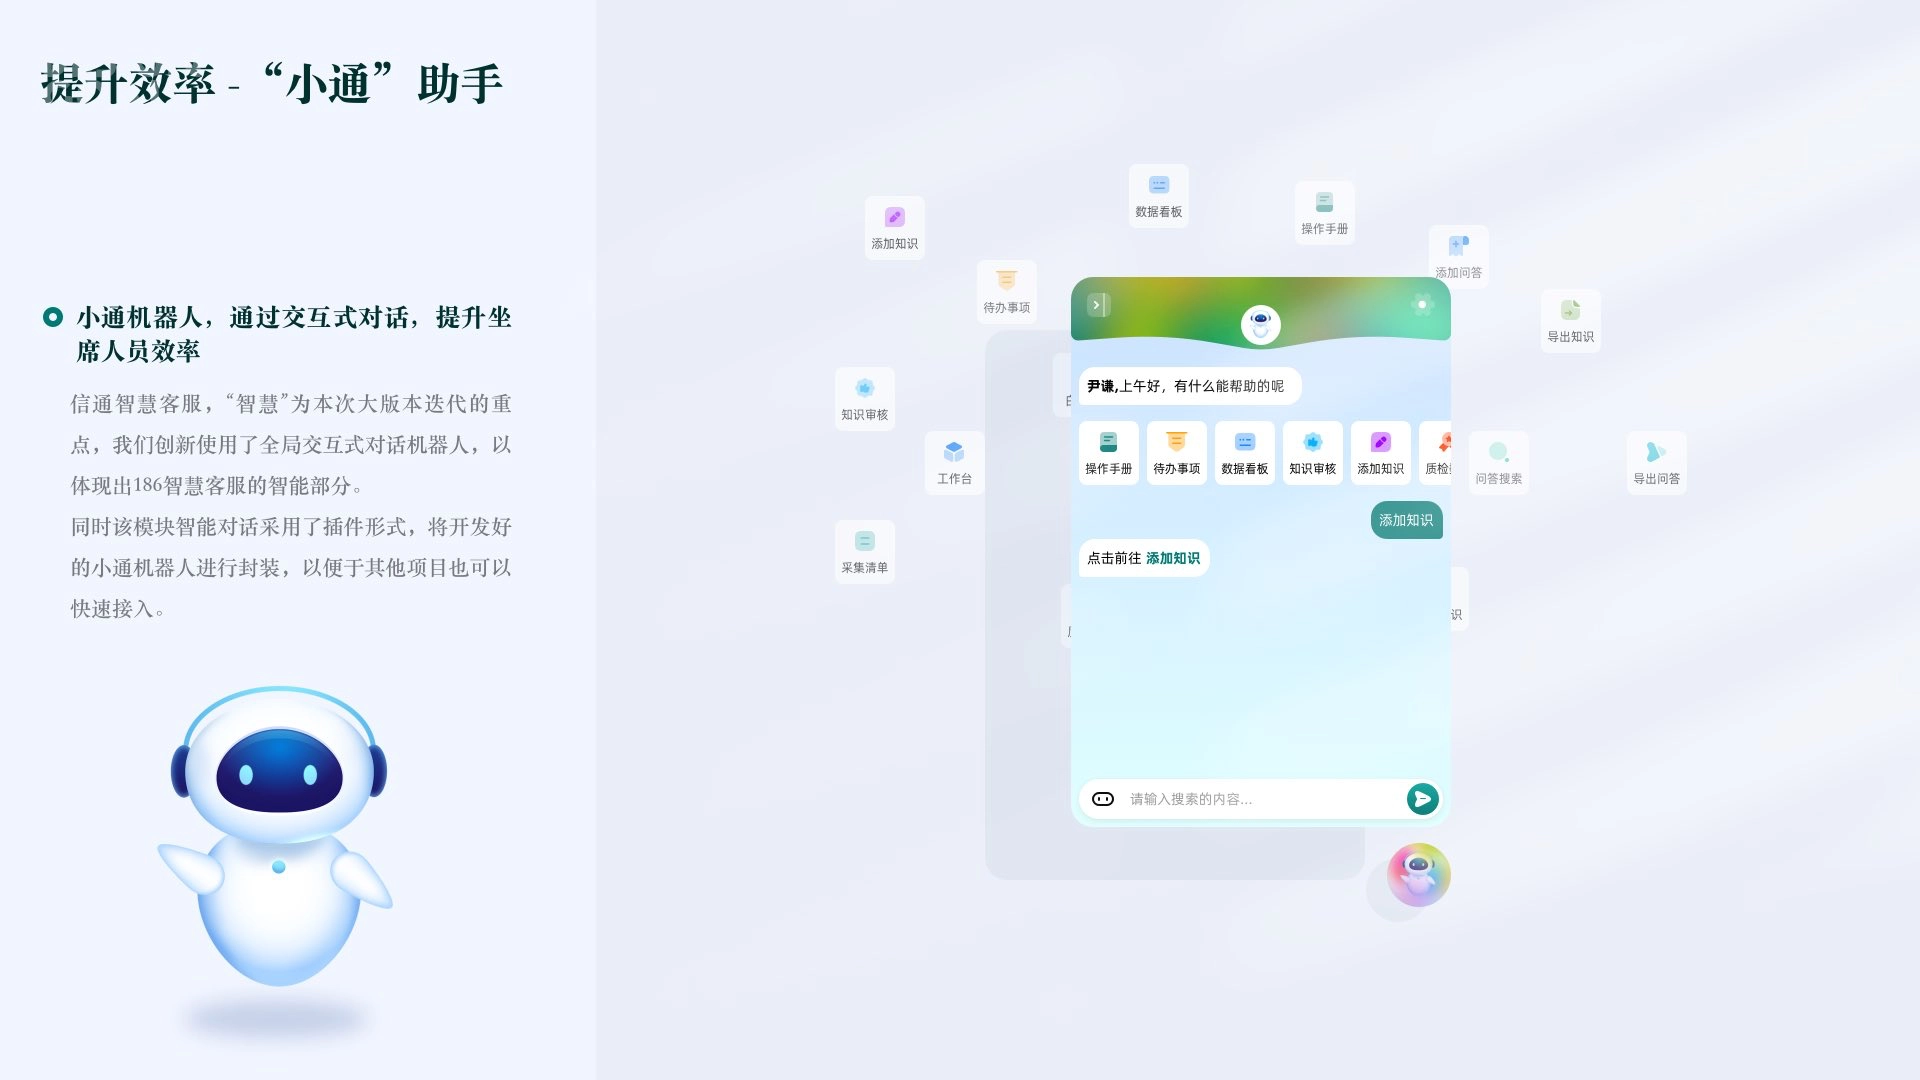 提升效率 -“小通”助手
小通机器人，通过交互式对话，提升坐
席人员效率
信通智慧客服，“智慧”为本次大版本迭代的重
点，我们创新使用了全局交互式对话机器人，以
体现出186智慧客服的智能部分。
同时该模块智能对话采用了插件形式，将开发好
的小通机器人进行封装，以便于其他项目也可以
快速接入。
添加知识
待办事项
数据看板
操作手册
添加问答
导出知识
知识审核
工作台
采集清单
问答搜索
导出问答
识
尹谦,上午好，有什么能帮助的呢
操作手册
待办事项
数据看板
知识审核
添加知识
质检
添加知识
点击前往 添加知识
请输入搜索的内容...